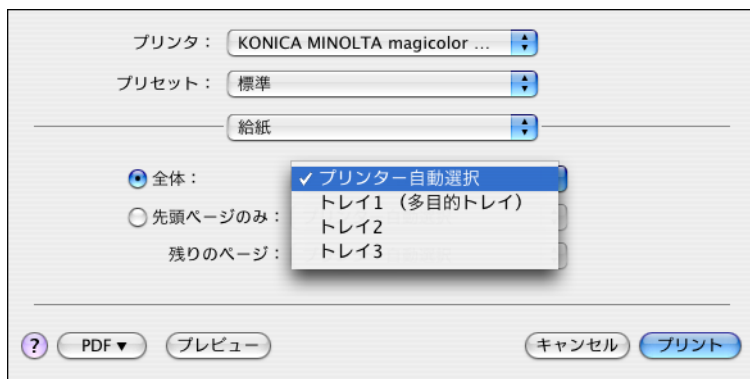 プリンタ： KONICA MINOLTA magicolor ...
プリセット： 標準
給紙
全体： ✓ プリンター自動選択
トレイ1 （多目的トレイ）
先頭ページのみ：
トレイ2
残りのページ： トレイ3
? PDF▼ プレビュー キャンセル プリント